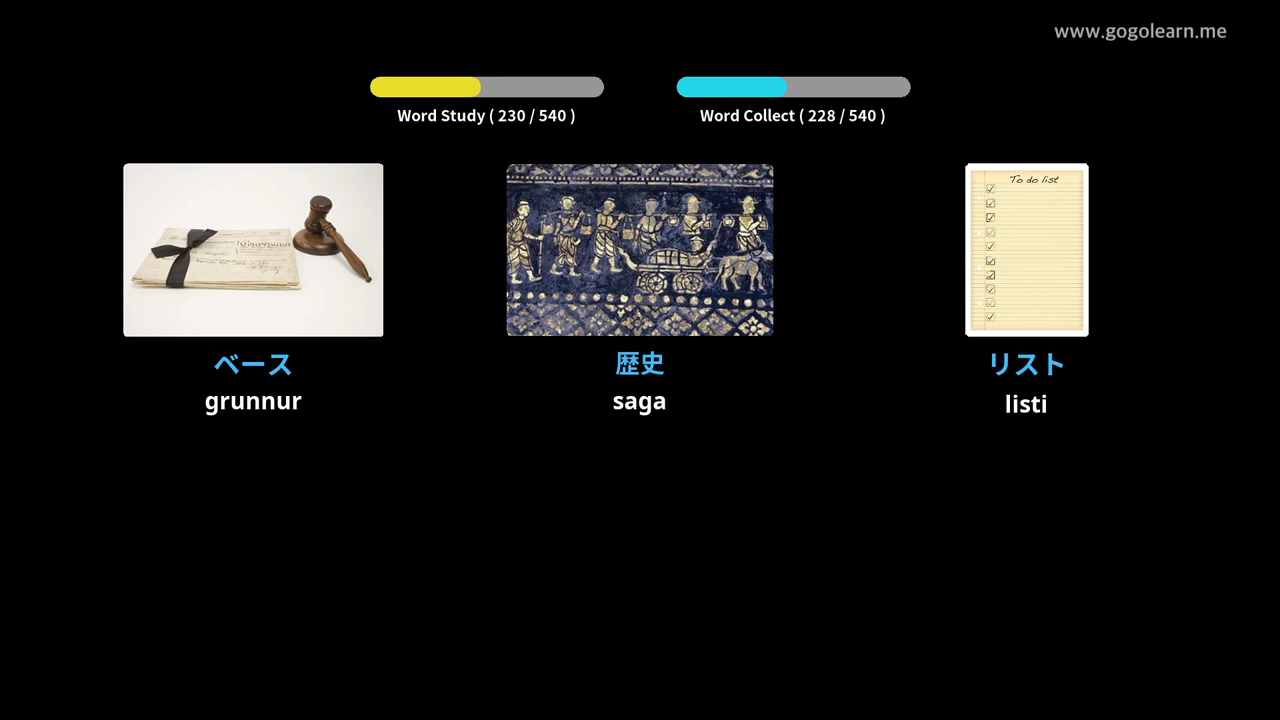 www.gogolearn.me
Word Study ( 230 / 540 )
Word Collect ( 228 / 540 )
To do list
ベース
歴史
リスト
grunnur
saga
listi